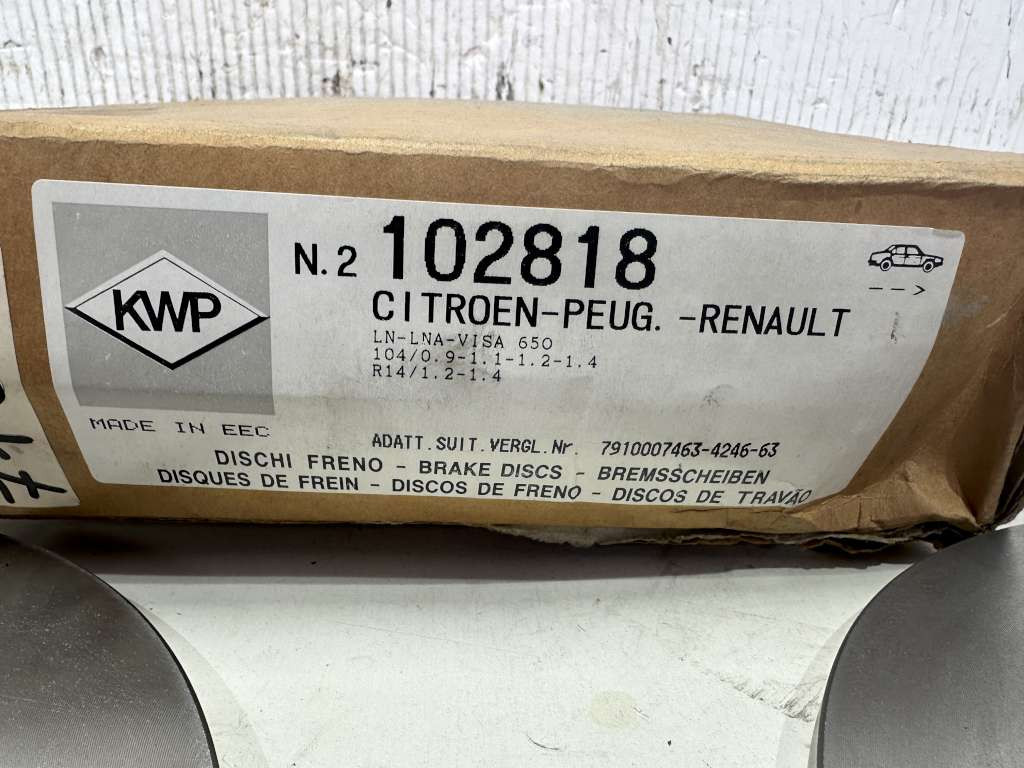 KWP
MADE IN EEC
N.2 102818
CITROEN-PEUG. -RENAULT
LN-LNA-VISA 650
104/0.9-1.1-1.2-1.4
R14/1.2-1.4
-->
ADATT.SUIT.VERGL.Nr. 7910007463-4246-63
DISCHI FRENO - BRAKE DISCS - BREMSSCHEIBEN
DISQUES DE FREIN - DISCOS DE FRENO - DISCOS DE TRAVÃO